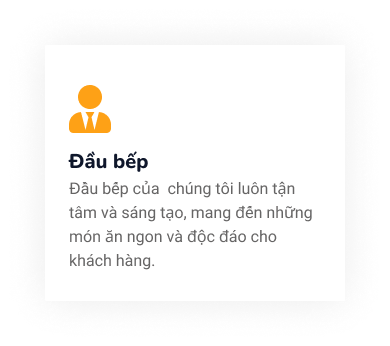 Đầu bếp
Đầu bếp của  chúng tôi luôn tận
tâm và sáng tạo, mang đến những
món ăn ngon và độc đáo cho
khách hàng.